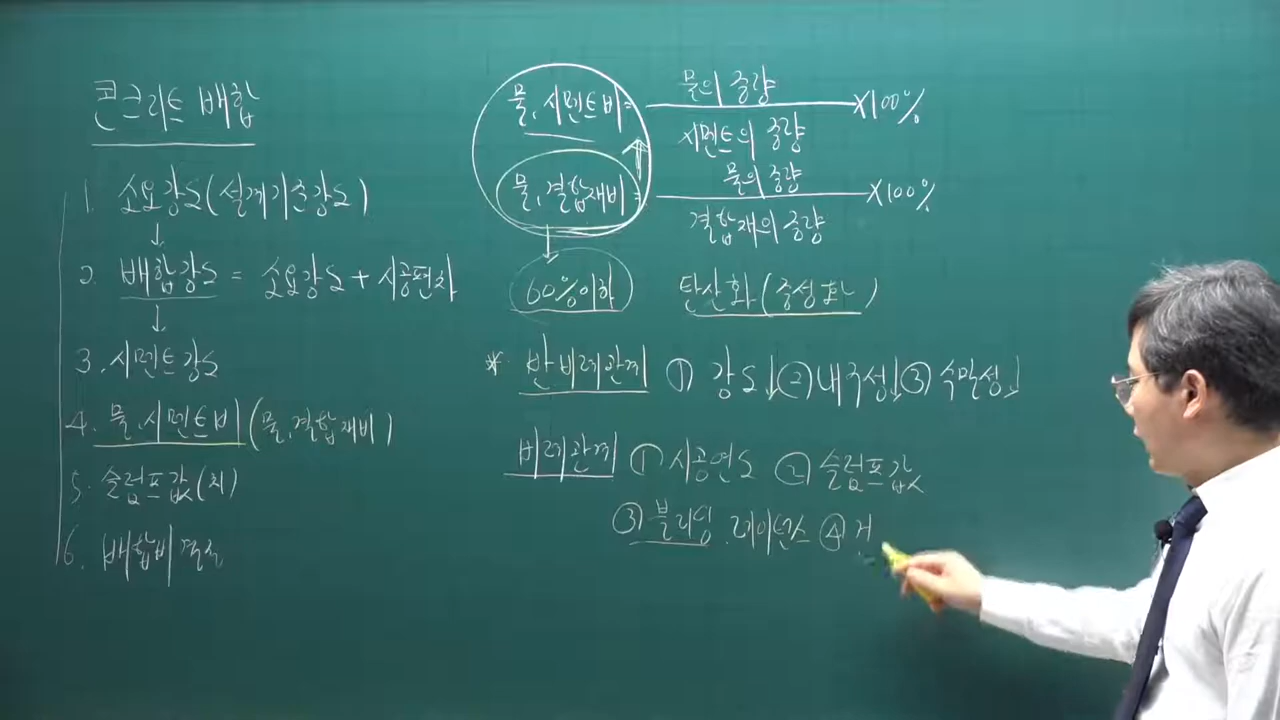 콘크리트 배합
1. 소요강도(설계기준강도)
↓
2. 배합강도 = 소요강도 + 시공편차
↓
3. 시멘트강도
4. 물.시멘트비(물.결합재비)
5. 슬럼프값(치)
6. 배합비
물.시멘트비 = 물의 중량 / 시멘트의 중량 X100%
물.결합재비 = 물의 중량 / 결합재의 중량 X100%
↓
60%이하 탄산화(중성화)
* 반비례관계 ① 강도↓ ② 내구성↓ ③ 수밀성↓
비례관계 ① 시공연도 ② 슬럼프값
③ 블리딩.레이턴스 ④